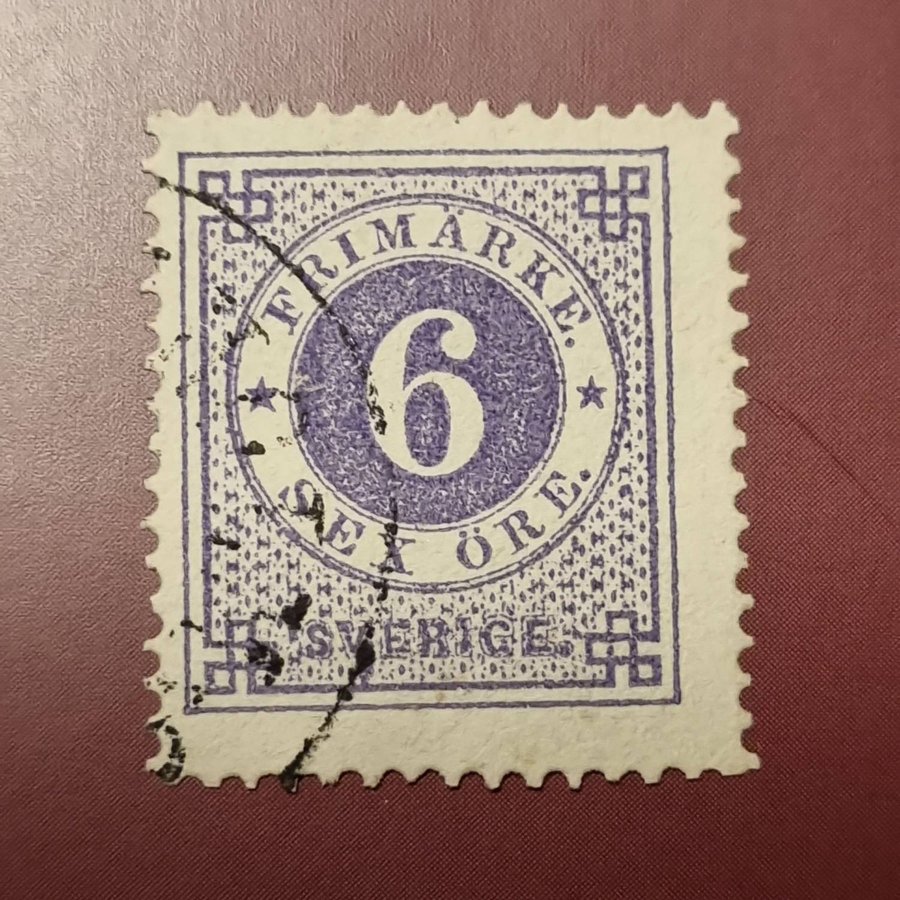 FRIMÄRKE.
6
SEX ÖRE.
SVERIGE.